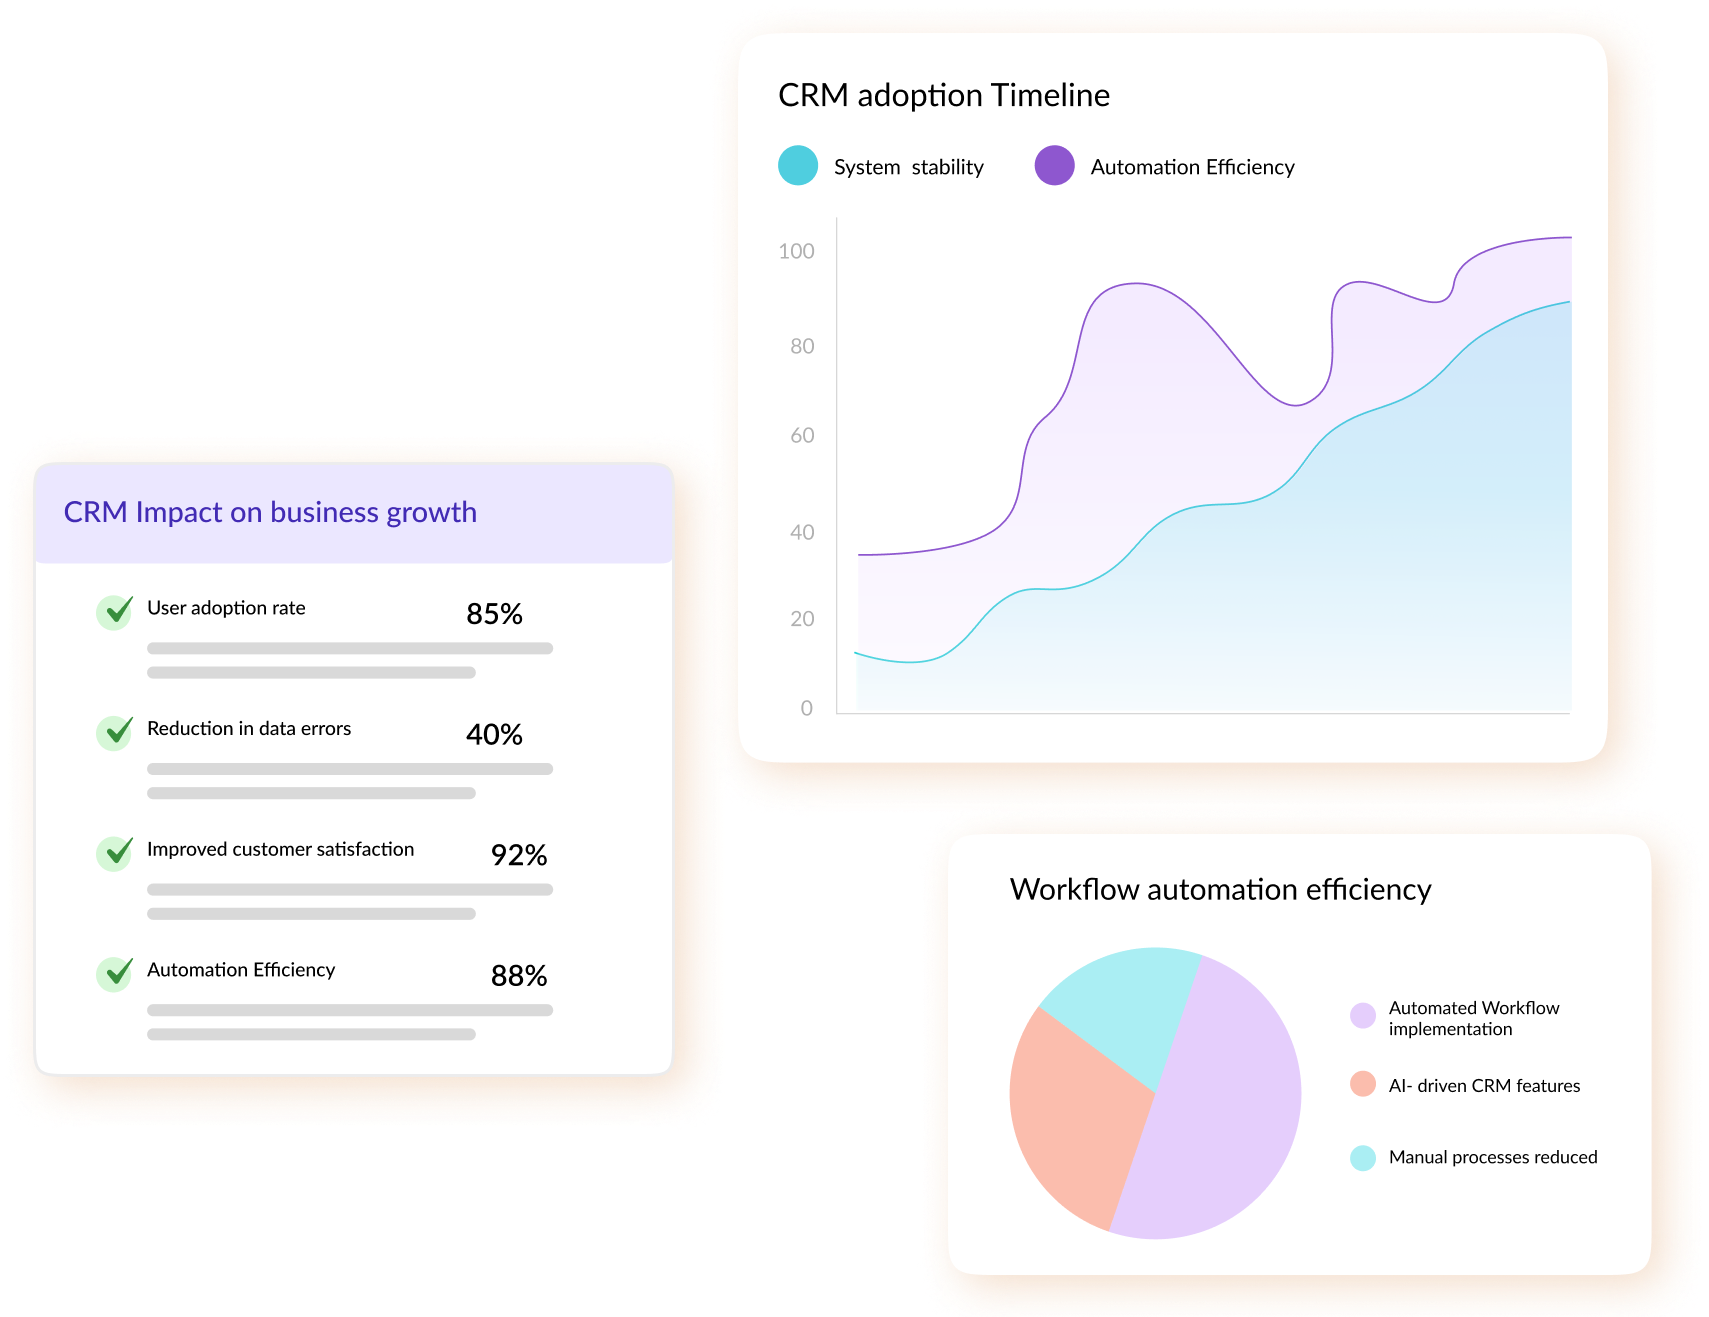 CRM adoption Timeline
System stability
Automation Efficiency
100
80
60
40
20
0
CRM Impact on business growth
User adoption rate 85%
Reduction in data errors 40%
Improved customer satisfaction 92%
Automation Efficiency 88%
Workflow automation efficiency
Automated Workflow
implementation
AI- driven CRM features
Manual processes reduced